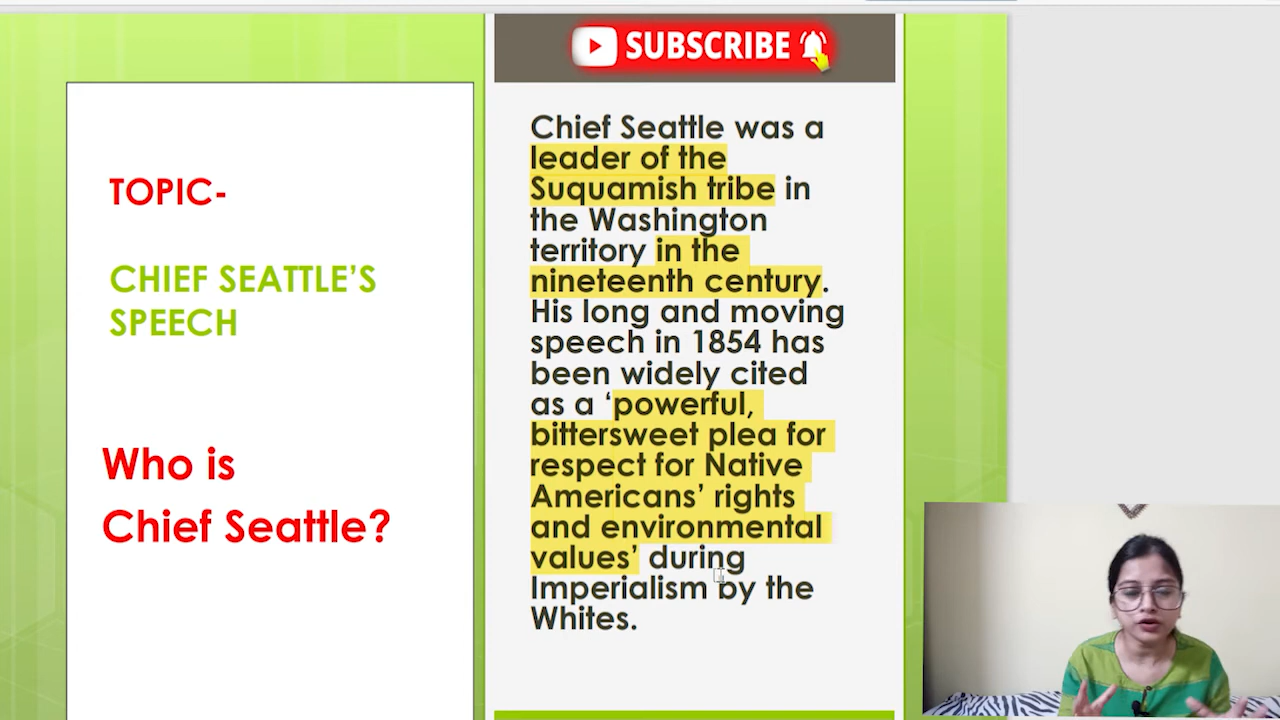 SUBSCRIBE
TOPIC-
CHIEF SEATTLE’S
SPEECH
Who is
Chief Seattle?
Chief Seattle was a
leader of the
Suquamish tribe in
the Washington
territory in the
nineteenth century.
His long and moving
speech in 1854 has
been widely cited
as a ‘powerful,
bittersweet plea for
respect for Native
Americans’ rights
and environmental
values’ during
Imperialism by the
Whites.